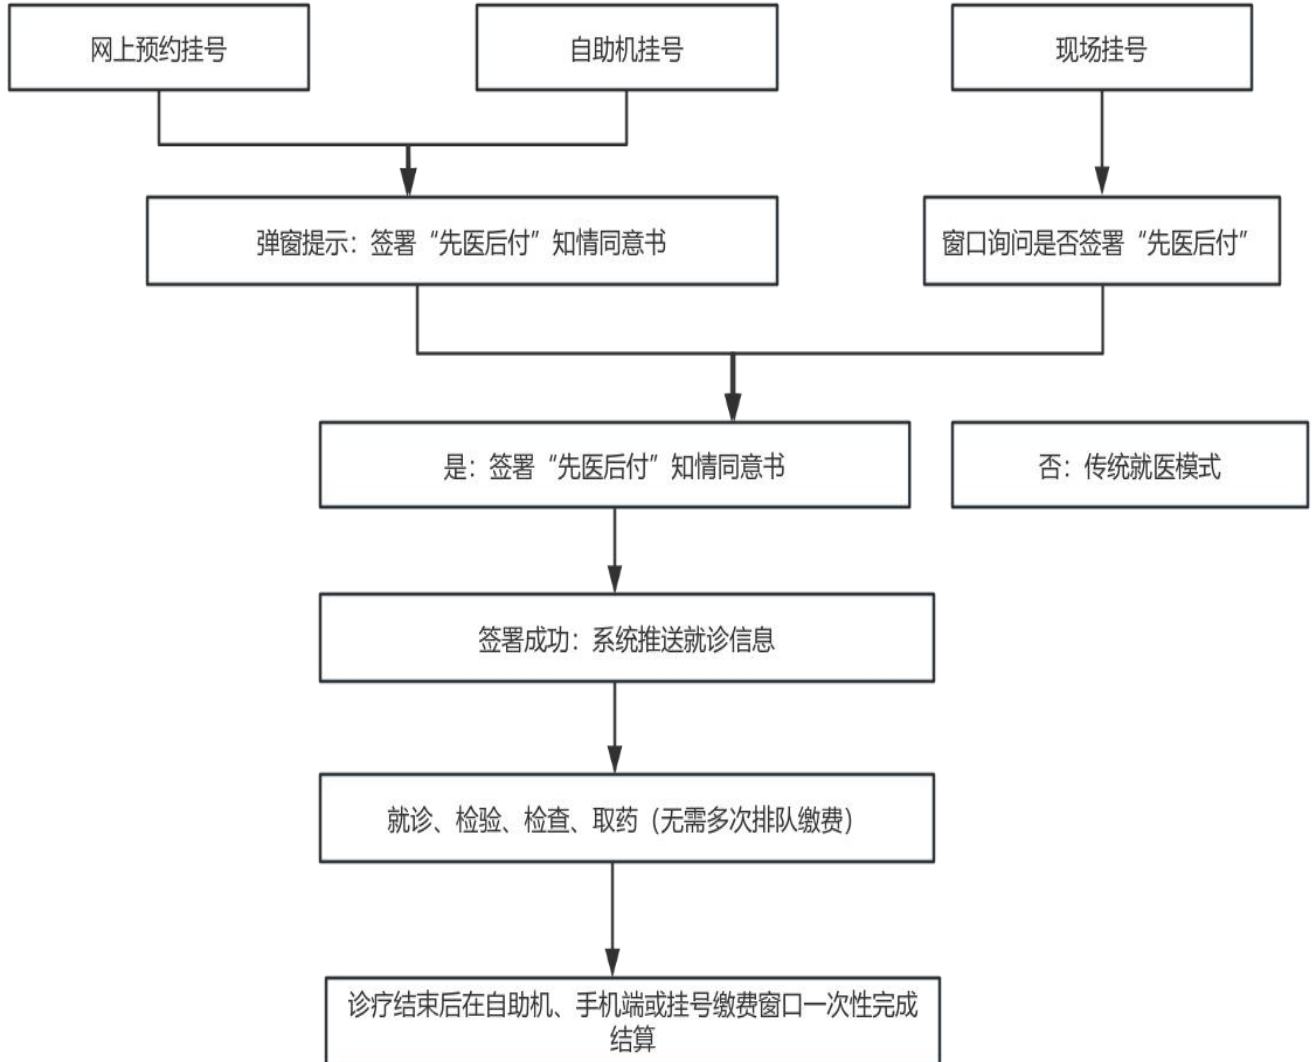 网上预约挂号
自助机挂号
现场挂号
弹窗提示：签署“先医后付”知情同意书
窗口询问是否签署“先医后付”
是：签署“先医后付”知情同意书
否：传统就医模式
签署成功：系统推送就诊信息
就诊、检验、检查、取药（无需多次排队缴费）
诊疗结束后在自助机、手机端或挂号缴费窗口一次性完成
结算